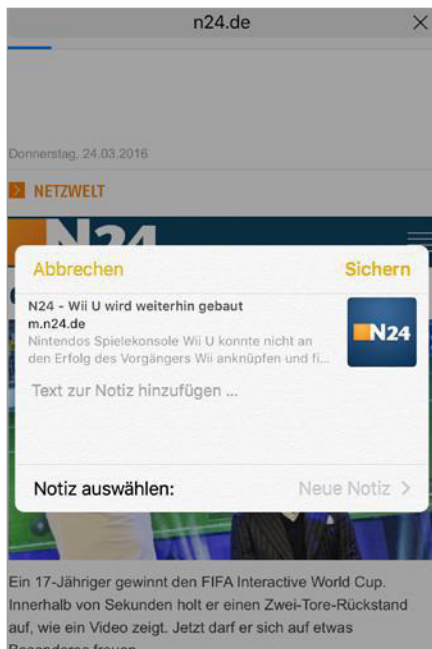 n24.de
Donnerstag, 24.03.2016
NETZWELT
N24
Abbrechen
Sichern
N24 - Wii U wird weiterhin gebaut
m.n24.de
Nintendos Spielekonsole Wii U konnte nicht an
den Erfolg des Vorgängers Wii anknüpfen und fi...
N24
Text zur Notiz hinzufügen ...
Notiz auswählen:
Neue Notiz >
Ein 17-Jähriger gewinnt den FIFA Interactive World Cup.
Innerhalb von Sekunden holt er einen Zwei-Tore-Rückstand
auf, wie ein Video zeigt. Jetzt darf er sich auf etwas